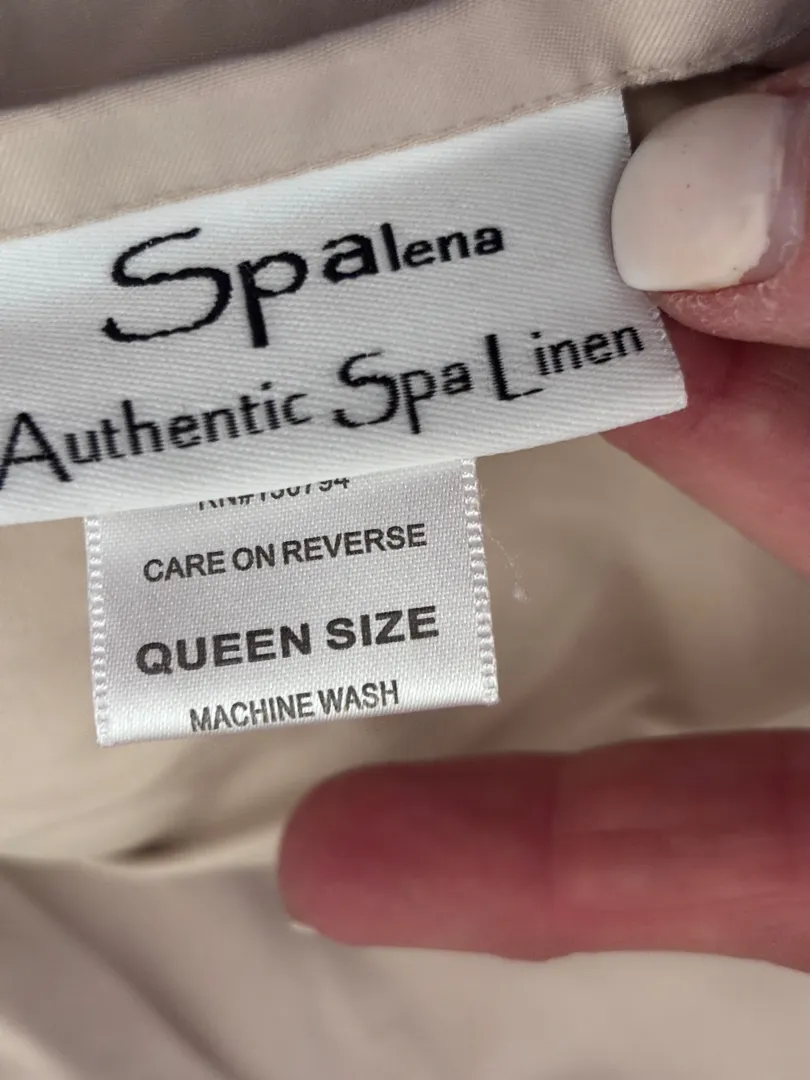 Spalena
Authentic Spa Linen
CARE ON REVERSE
QUEEN SIZE
MACHINE WASH